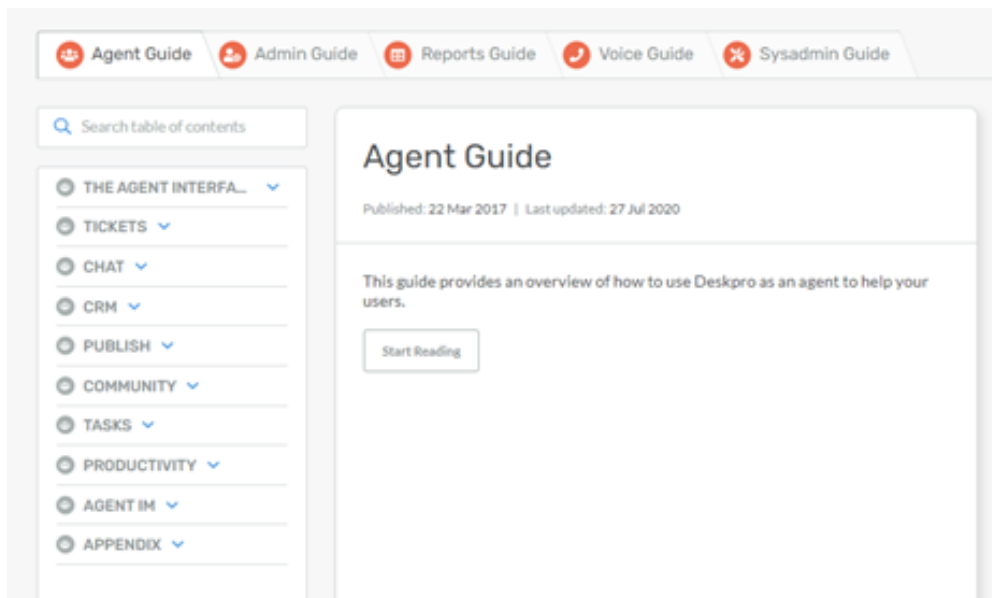 Agent Guide
Admin Guide
Reports Guide
Voice Guide
Sysadmin Guide
Search table of contents
THE AGENT INTERFA...
TICKETS
CHAT
CRM
PUBLISH
COMMUNITY
TASKS
PRODUCTIVITY
AGENT IM
APPENDIX
Agent Guide
Published: 22 Mar 2017 | Last updated: 27 Jul 2020
This guide provides an overview of how to use Deskpro as an agent to help your
users.
Start Reading